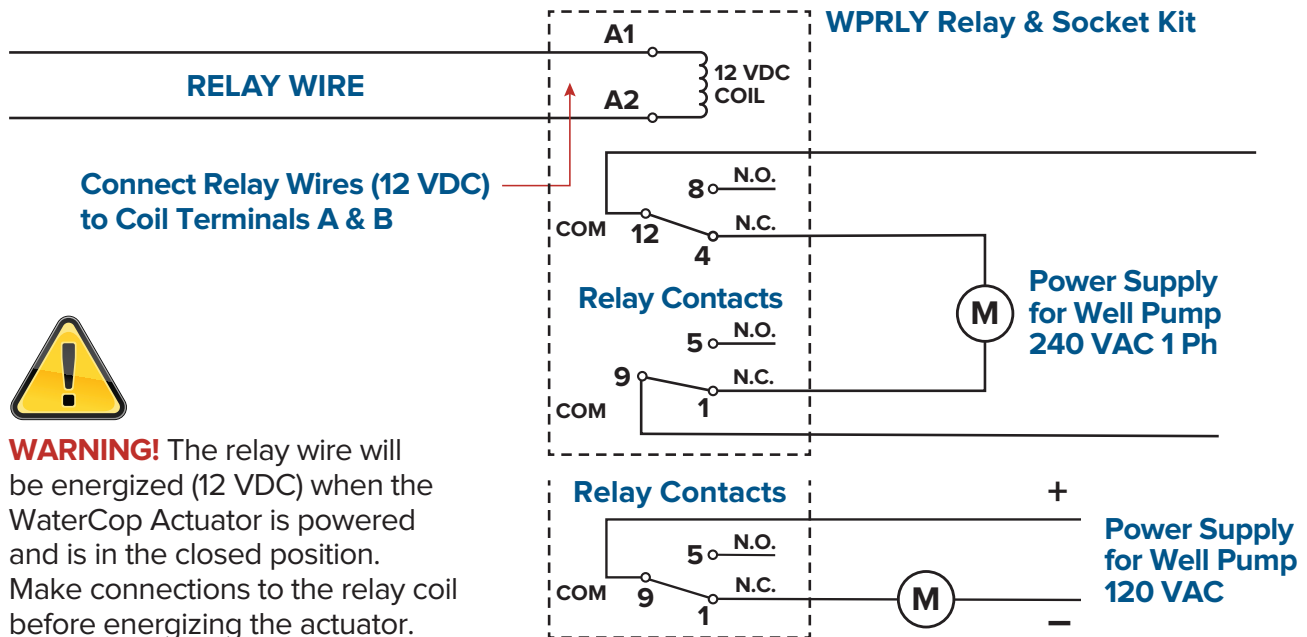 WPRLY Relay & Socket Kit
A1
RELAY WIRE
12 VDC
COIL
A2
Connect Relay Wires (12 VDC)
to Coil Terminals A & B
8
N.O.
COM
12
N.C.
4
Relay Contacts
5
N.O.
9
N.C.
COM
1
M
Power Supply
for Well Pump
240 VAC 1 Ph
WARNING! The relay wire will
be energized (12 VDC) when the
WaterCop Actuator is powered
and is in the closed position.
Make connections to the relay coil
before energizing the actuator.
Relay Contacts
5
N.O.
COM
9
N.C.
1
M
+
–
Power Supply
for Well Pump
120 VAC